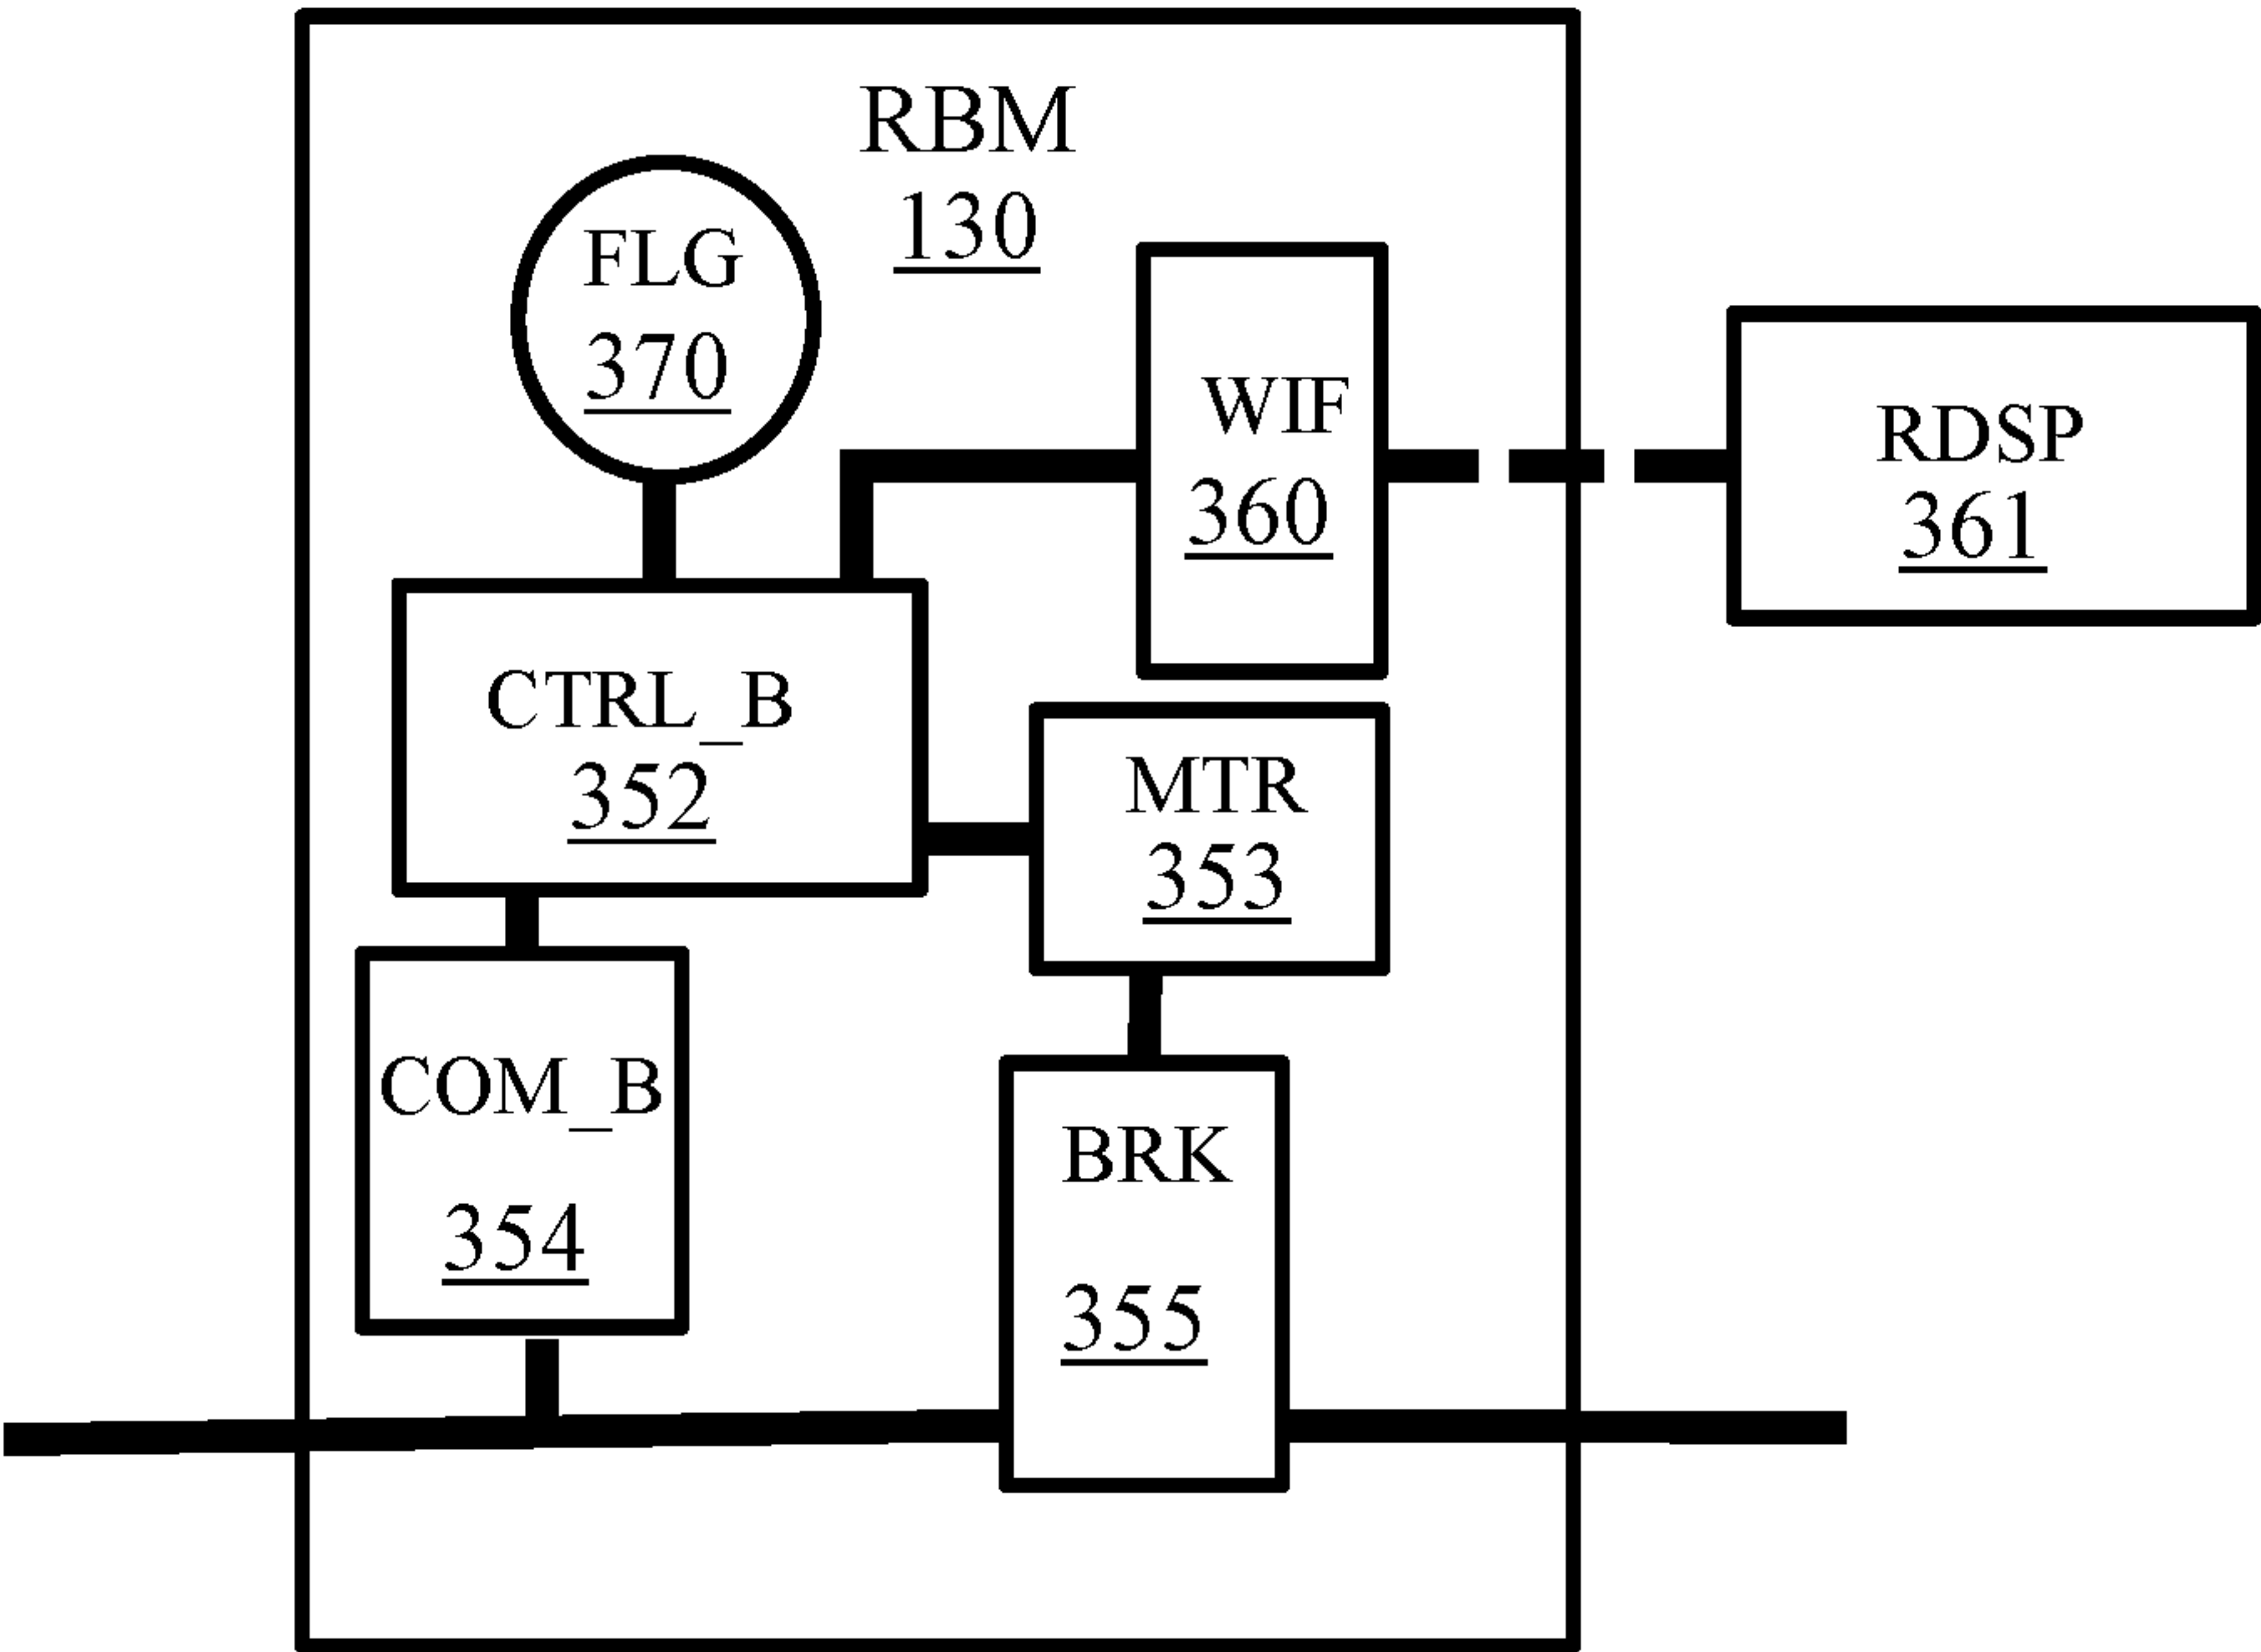 RBM
130
FLG
370
WIF
360
RDSP
361
CTRL_B
352
MTR
353
COM_B
354
BRK
355